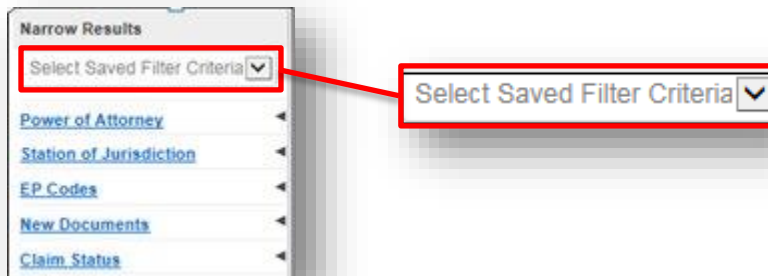 Narrow Results
Select Saved Filter Criteria
Power of Attorney
Station of Jurisdiction
EP Codes
New Documents
Claim Status
Select Saved Filter Criteria